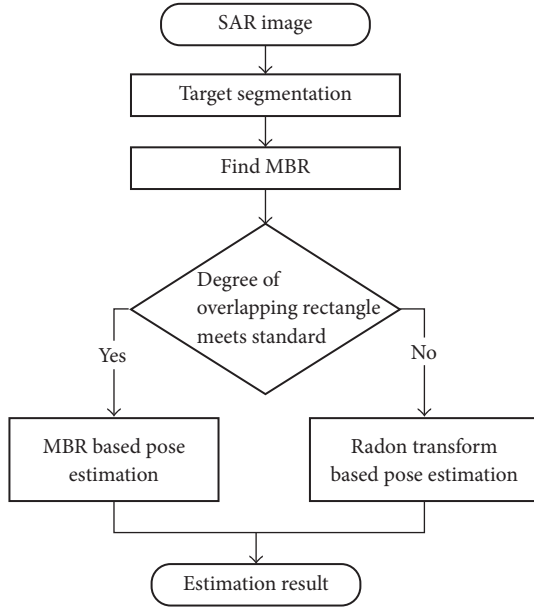 SAR image
Target segmentation
Find MBR
Degree of
overlapping rectangle
meets standard
Yes
No
MBR based pose
estimation
Radon transform
based pose estimation
Estimation result